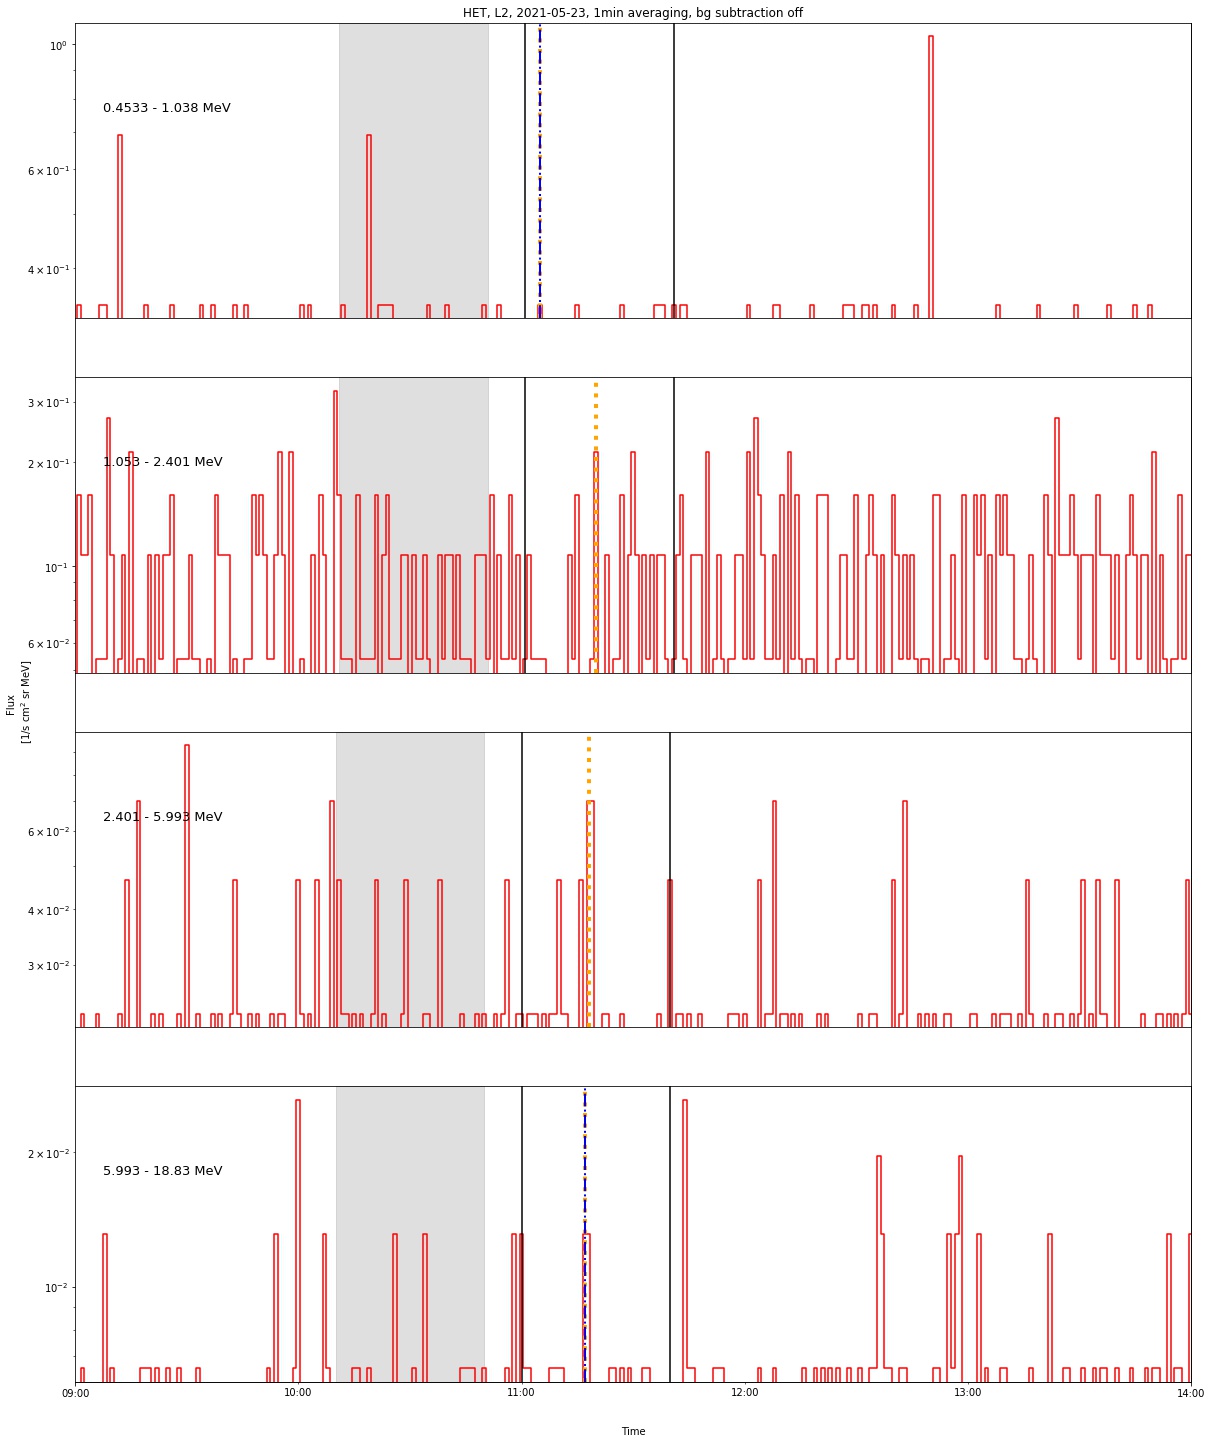 HET, L2, 2021-05-23, 1min averaging, bg subtraction off
10⁰
6 × 10⁻¹
4 × 10⁻¹
0.4533 - 1.038 MeV
3 × 10⁻¹
2 × 10⁻¹
10⁻¹
6 × 10⁻²
1.053 - 2.401 MeV
Flux
[1/s cm² sr MeV]
6 × 10⁻²
4 × 10⁻²
3 × 10⁻²
2.401 - 5.993 MeV
2 × 10⁻²
10⁻²
5.993 - 18.83 MeV
09:00 10:00 11:00 12:00 13:00 14:00
Time